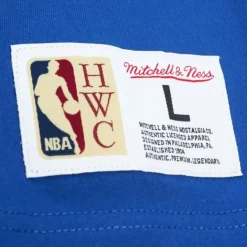 NBA
HWC
Mitchell & Ness
L
MITCHELL & NESS NOSTALGIA CO.
AUTHENTIC LICENSED APPAREL
DESIGNED IN PHILADELPHIA, PA
ESTABLISHED 1904
AUTHENTIC.PREMIUM.LEGENDARY.